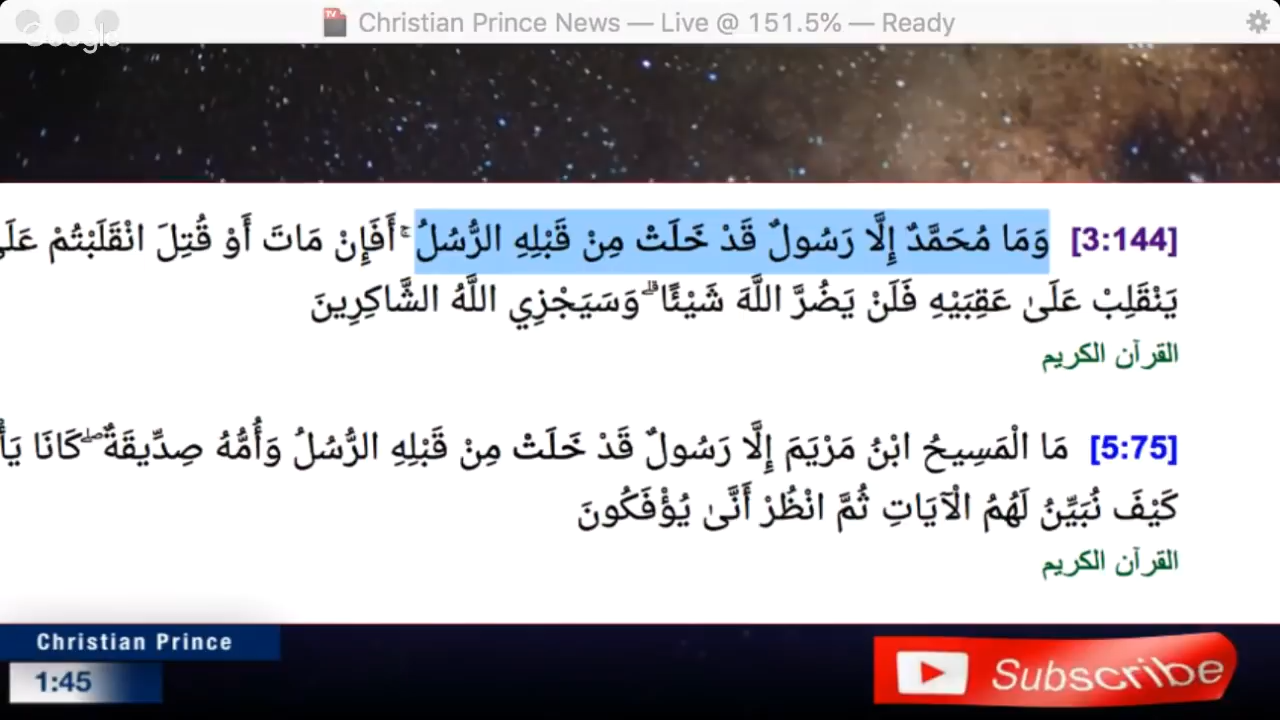 Christian Prince News — Live @ 151.5% — Ready
Google
[3:144] وَمَا مُحَمَّدٌ إِلَّا رَسُولٌ قَدْ خَلَتْ مِنْ قَبْلِهِ الرُّسُلُ ۚ أَفَإِنْ مَاتَ أَوْ قُتِلَ انْقَلَبْتُمْ
يَنْقَلِبْ عَلَىٰ عَقِبَيْهِ فَلَنْ يَضُرَّ اللَّهَ شَيْئًا ۗ وَسَيَجْزِي اللَّهُ الشَّاكِرِينَ
القرآن الكريم
[5:75] مَا الْمَسِيحُ ابْنُ مَرْيَمَ إِلَّا رَسُولٌ قَدْ خَلَتْ مِنْ قَبْلِهِ الرُّسُلُ وَأُمُّهُ صِدِّيقَةٌ ۖ كَانَا
كَيْفَ نُبَيِّنُ لَهُمُ الْآيَاتِ ثُمَّ انْظُرْ أَنَّىٰ يُؤْفَكُونَ
القرآن الكريم
Christian Prince
1:45
Subscribe